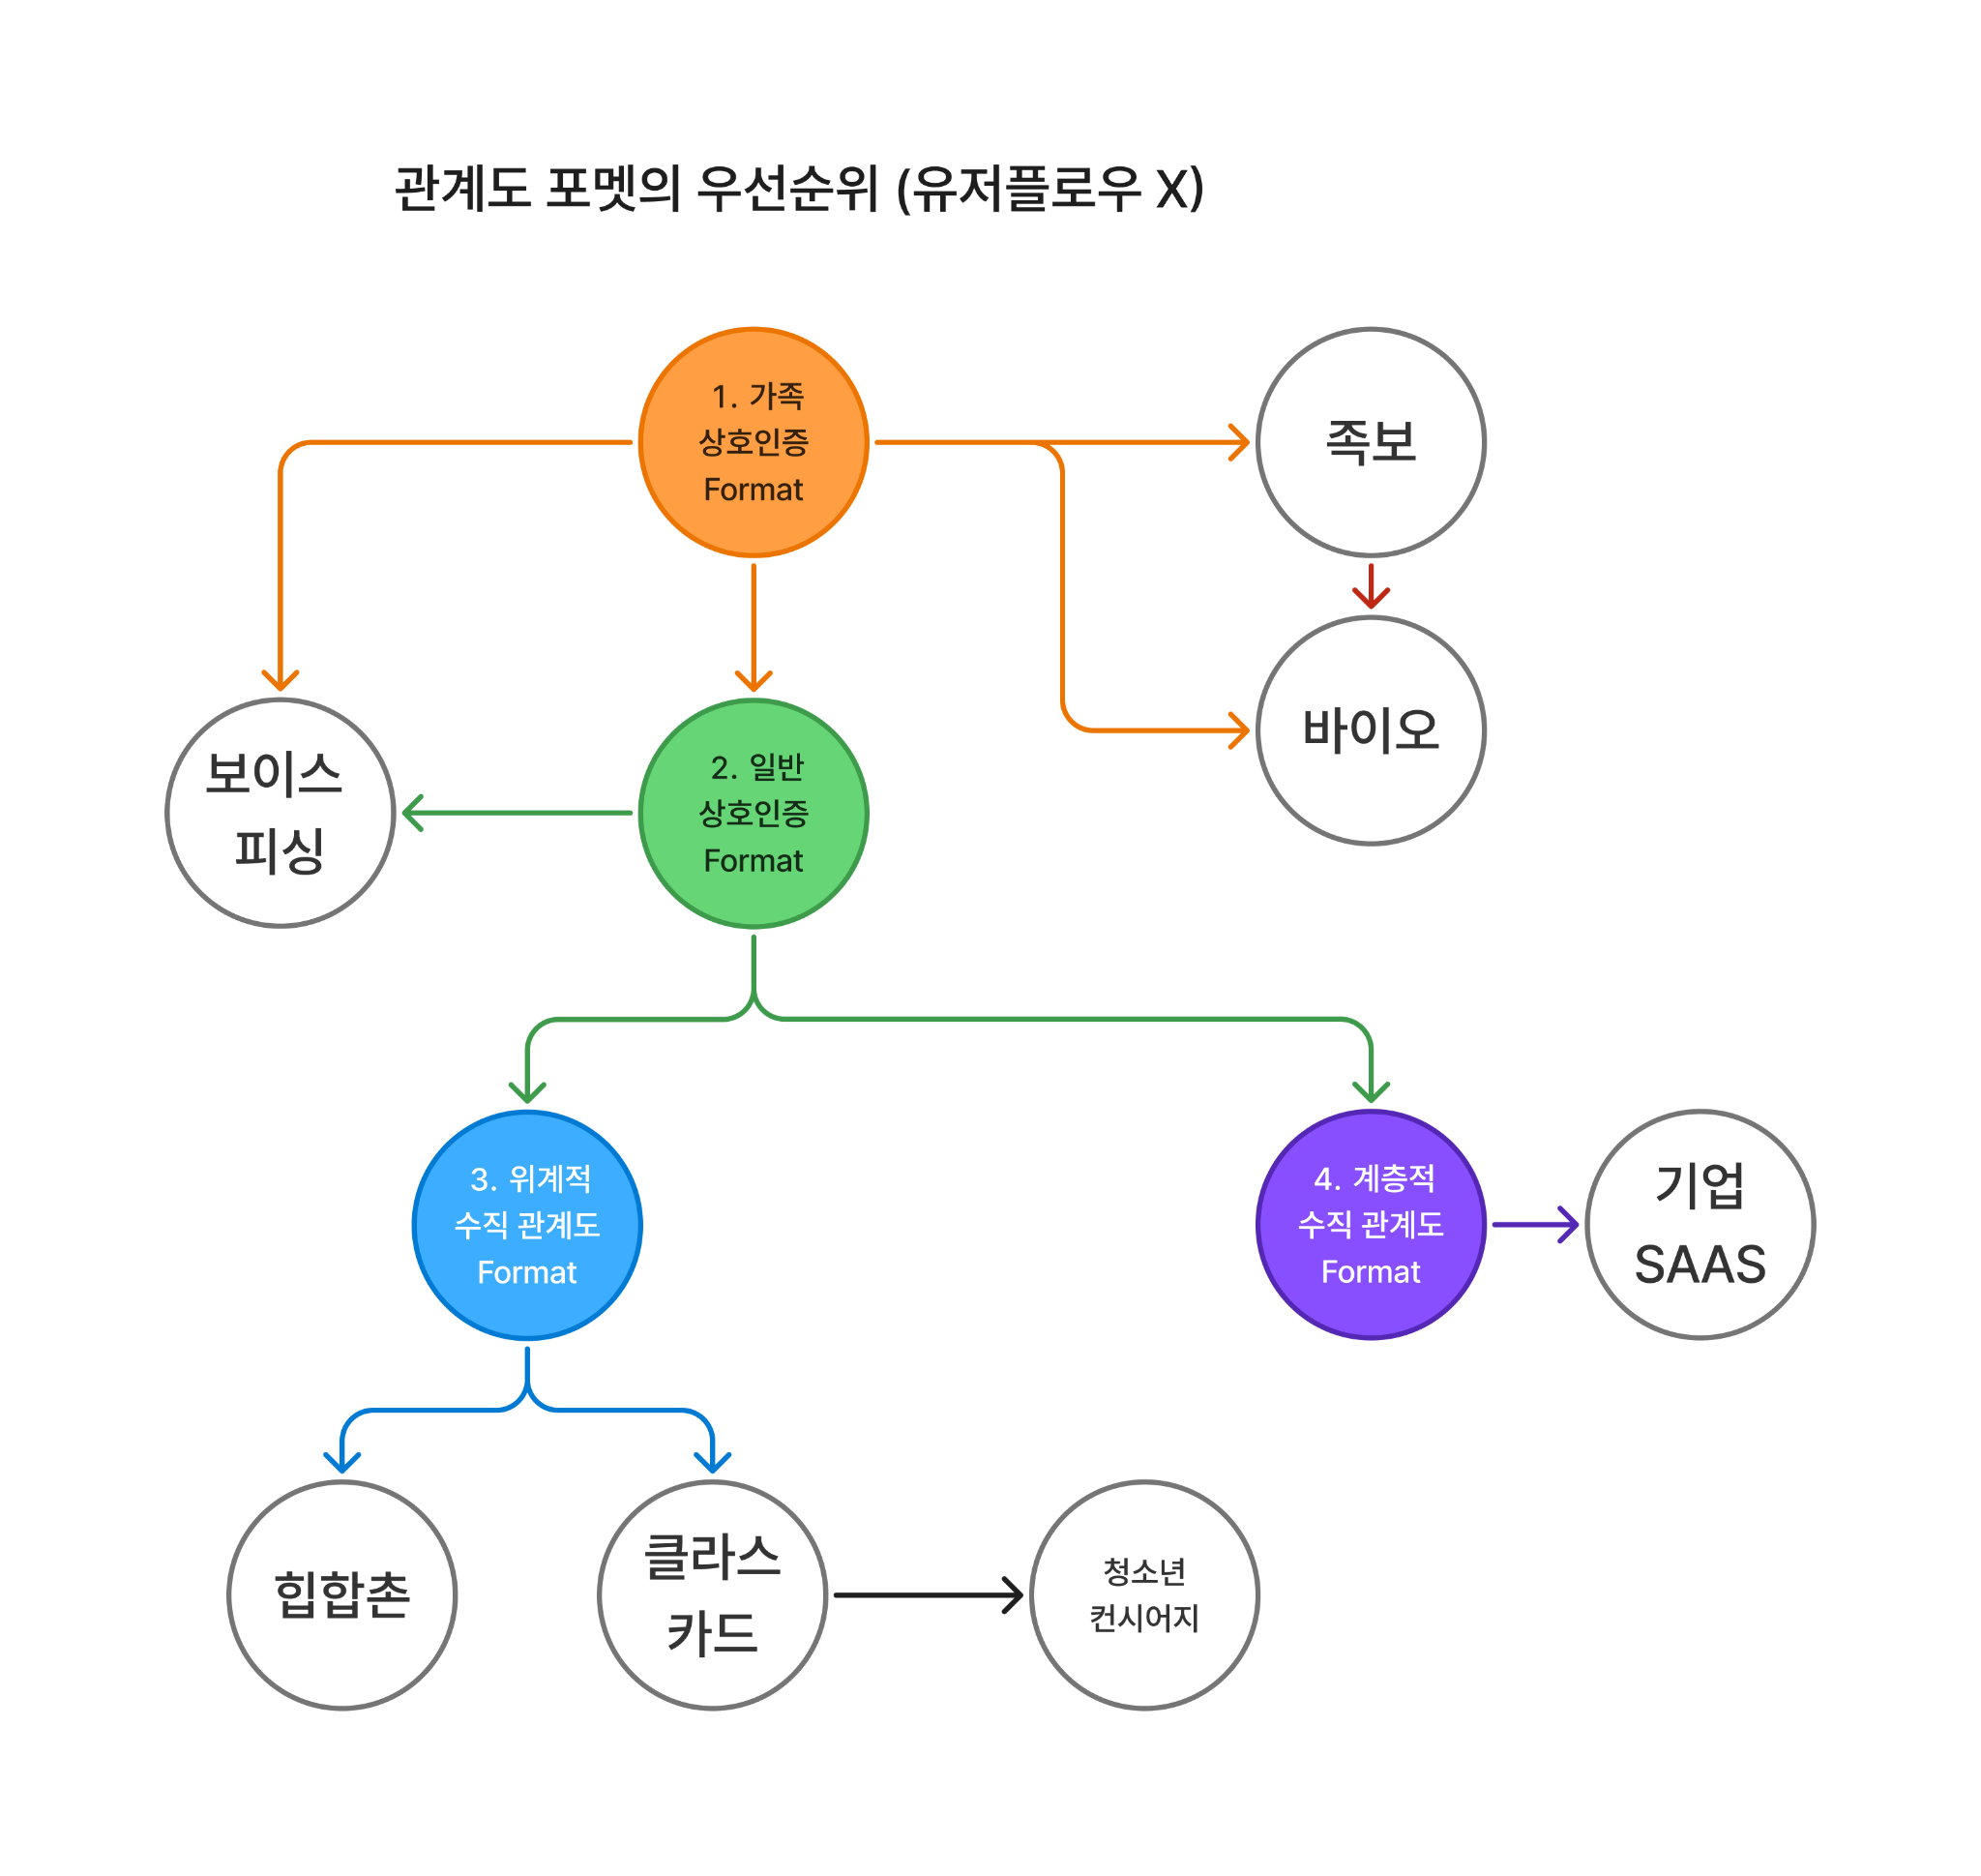 관계도 포맷의 우선순위 (유저플로우 X)
1. 가족
상호인증
Format
족보
바이오
보이스
피싱
2. 일반
상호인증
Format
3. 위계적
수직 관계도
Format
4. 계층적
수직 관계도
Format
기업
SAAS
힙합촌
클라스
카드
청소년
컨시어지